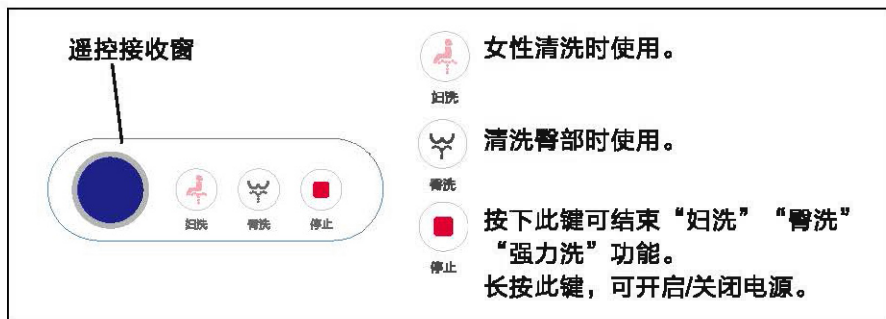 遥控接收窗
妇洗
臀洗
停止
女性清洗时使用。
妇洗
清洗臀部时使用。
臀洗
按下此键可结束“妇洗”“臀洗”
“强力洗”功能。
停止
长按此键，可开启/关闭电源。